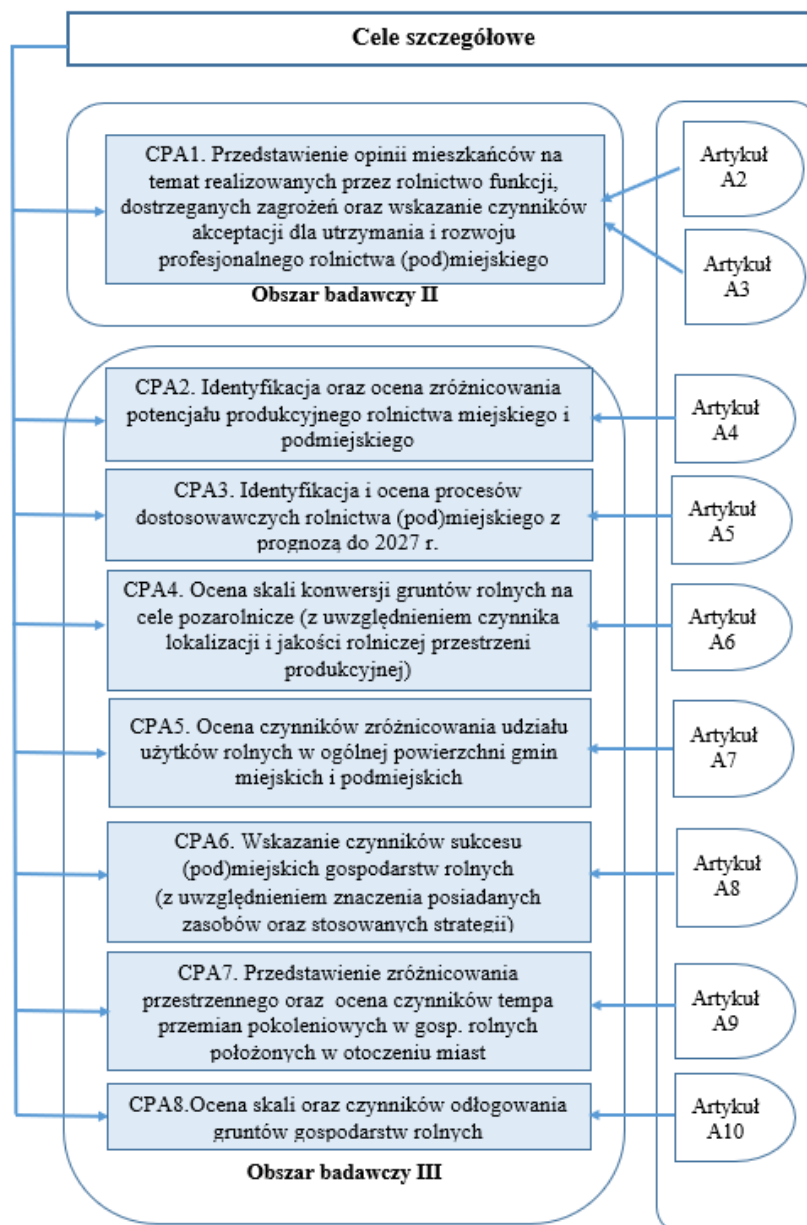 Cele szczegółowe
CPA1. Przedstawienie opinii mieszkańców na
temat realizowanych przez rolnictwo funkcji,
dostrzeganych zagrożeń oraz wskazanie czynników
akceptacji dla utrzymania i rozwoju
profesjonalnego rolnictwa (pod)miejskiego
Obszar badawczy II
Artykuł
A2
Artykuł
A3
CPA2. Identyfikacja oraz ocena zróżnicowania
potencjału produkcyjnego rolnictwa miejskiego i
podmiejskiego
Artykuł
A4
CPA3. Identyfikacja i ocena procesów
dostosowawczych rolnictwa (pod)miejskiego z
prognozą do 2027 r.
Artykuł
A5
CPA4. Ocena skali konwersji gruntów rolnych na
cele pozarolnicze (z uwzględnieniem czynnika
lokalizacji i jakości rolniczej przestrzeni
produkcyjnej)
Artykuł
A6
CPA5. Ocena czynników zróżnicowania udziału
użytków rolnych w ogólnej powierzchni gmin
miejskich i podmiejskich
Artykuł
A7
CPA6. Wskazanie czynników sukcesu
(pod)miejskich gospodarstw rolnych
(z uwzględnieniem znaczenia posiadanych
zasobów oraz stosowanych strategii)
Artykuł
A8
CPA7. Przedstawienie zróżnicowania
przestrzennego oraz ocena czynników tempa
przemian pokoleniowych w gosp. rolnych
położonych w otoczeniu miast
Artykuł
A9
CPA8.Ocena skali oraz czynników odłogowania
gruntów gospodarstw rolnych
Artykuł
A10
Obszar badawczy III